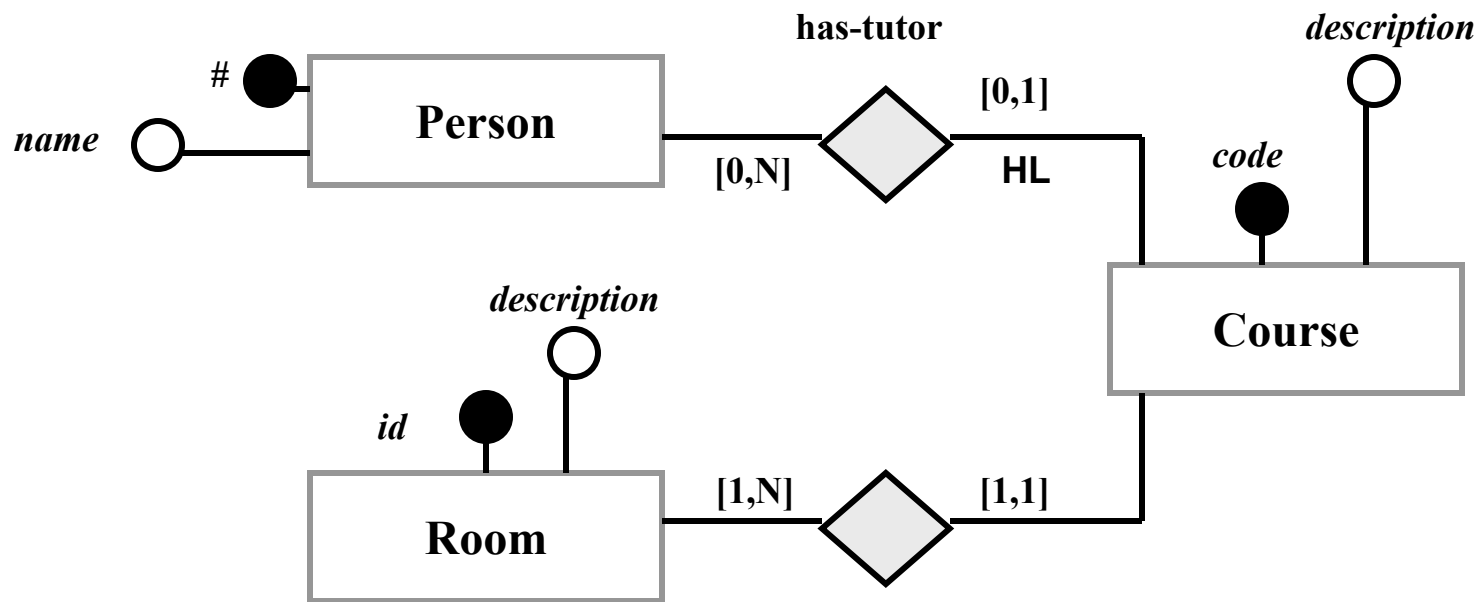 has-tutor
description
#
Person
[0,1]
name
[0,N]
HL
code
description
Course
id
[1,N]
[1,1]
Room